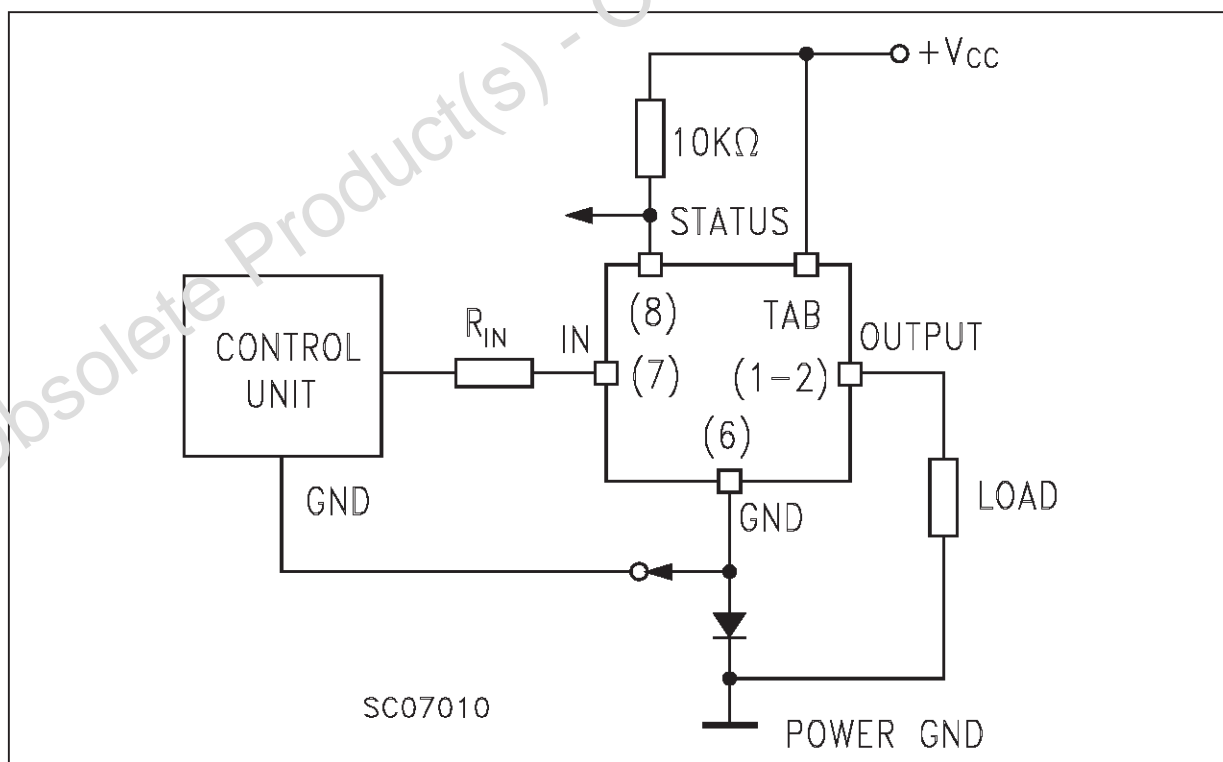 Obsolete Product(s) - O
+VCC
10KΩ
STATUS
(8)
TAB
OUTPUT
RIN
IN
CONTROL
UNIT
(7)
(1-2)
(6)
GND
GND
LOAD
SC07010
POWER GND